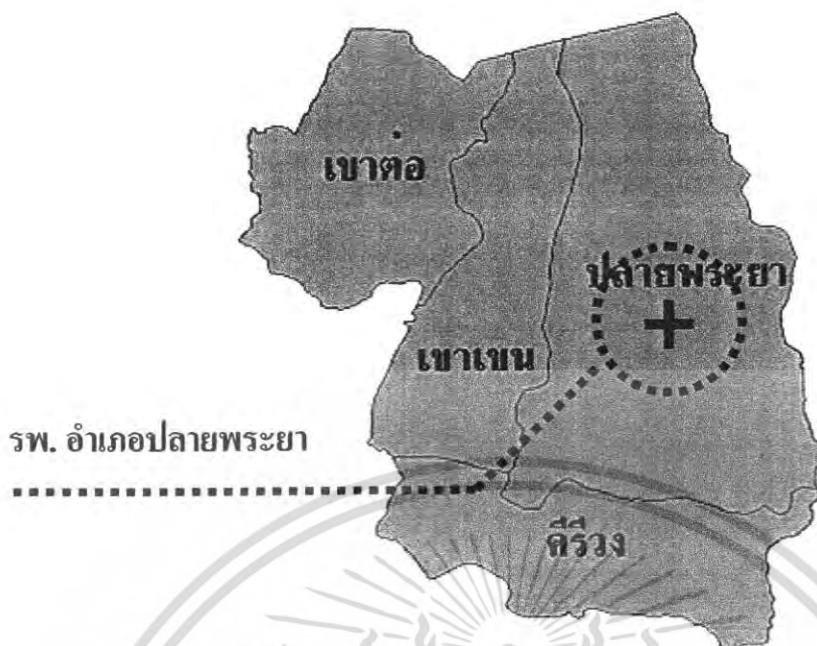 เขาต่อ
ปลายพระยา
เขาเขน
รพ. อำเภอปลายพระยา
คีรีวง